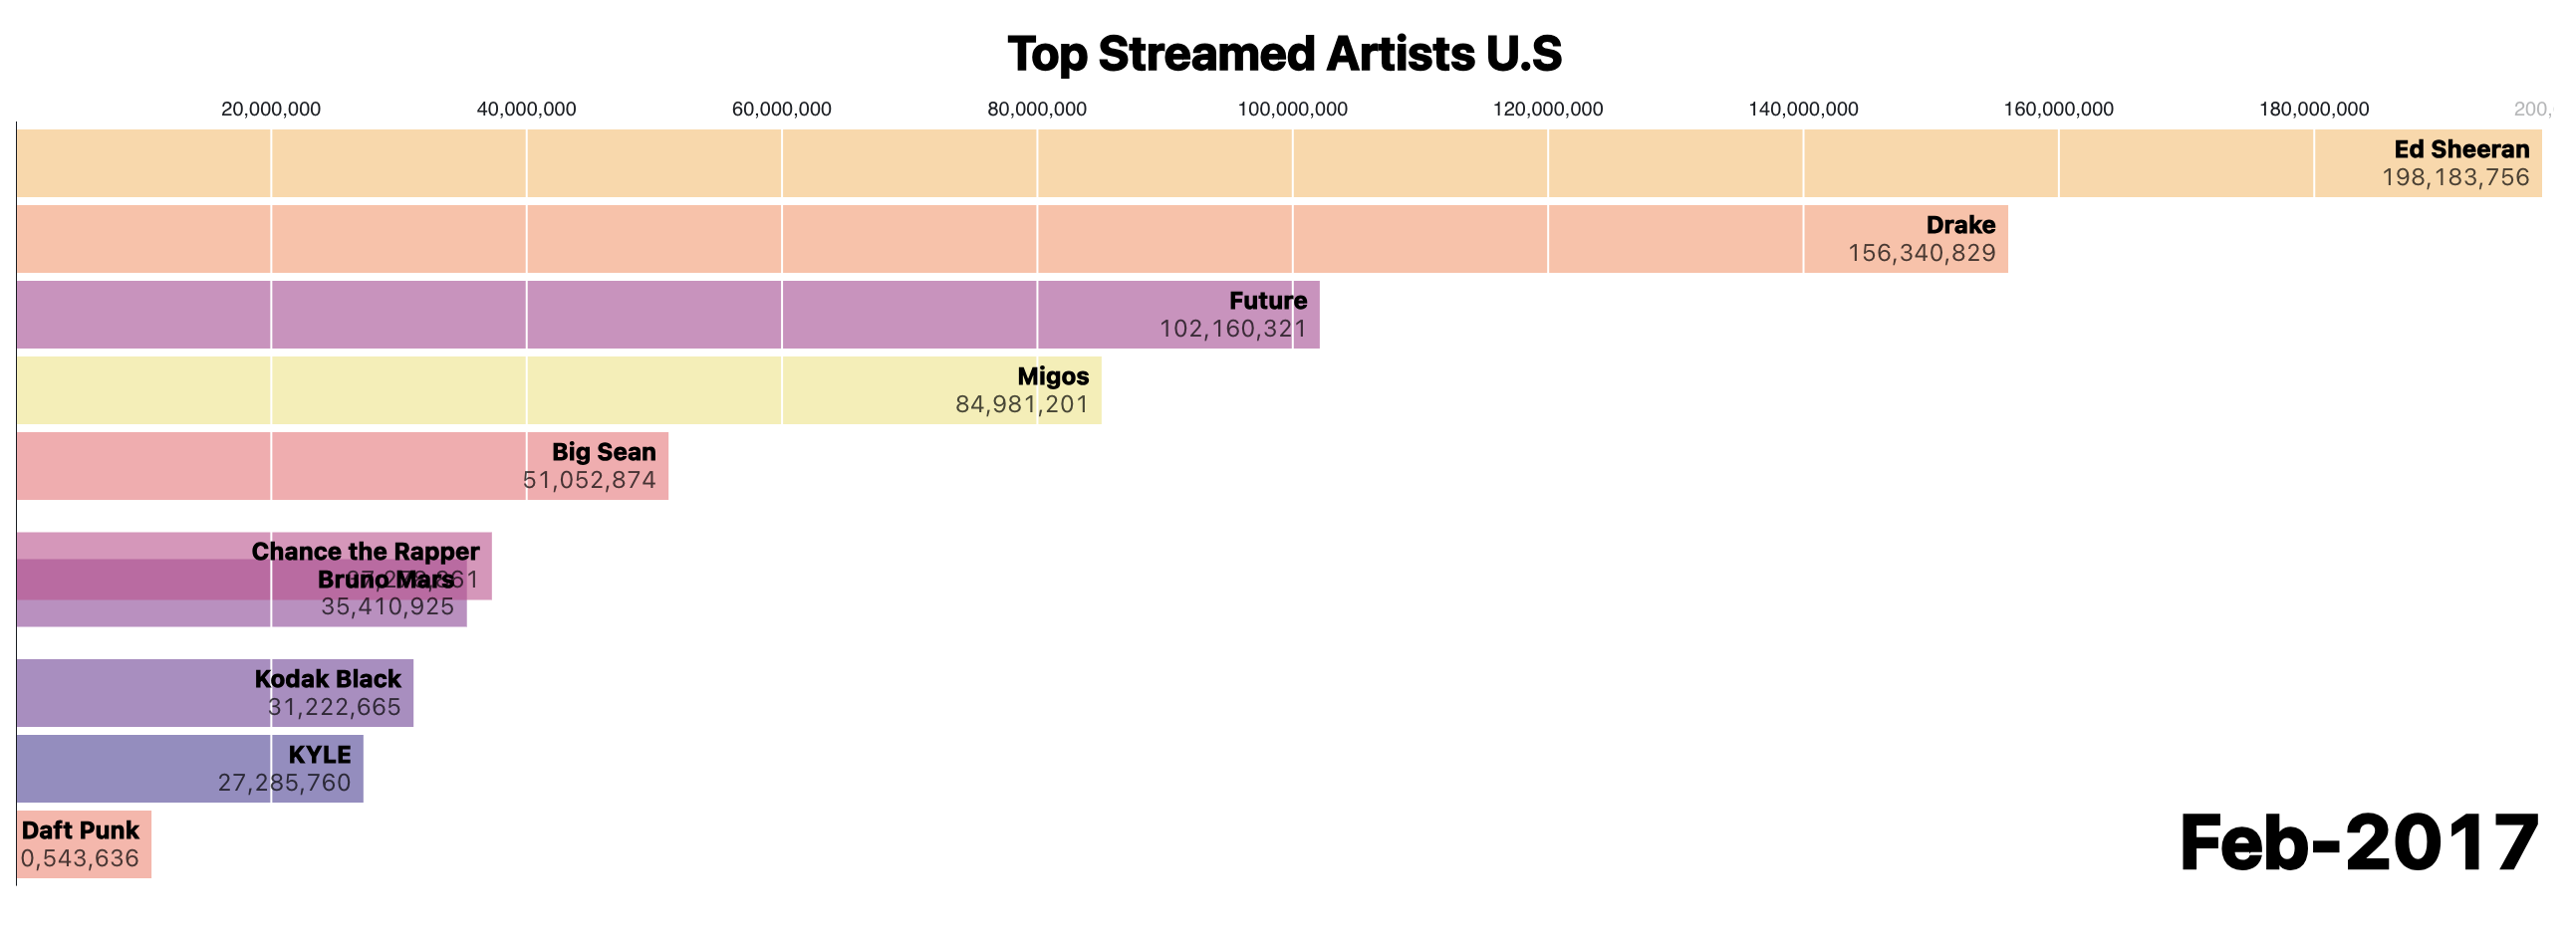 Top Streamed Artists U.S
20,000,000 40,000,000 60,000,000 80,000,000 100,000,000 120,000,000 140,000,000 160,000,000 180,000,000 200,
Ed Sheeran
198,183,756
Drake
156,340,829
Future
102,160,321
Migos
84,981,201
Big Sean
51,052,874
Chance the Rapper
Bruno Mars
35,410,925
Kodak Black
31,222,665
KYLE
27,285,760
Daft Punk
0,543,636
Feb-2017